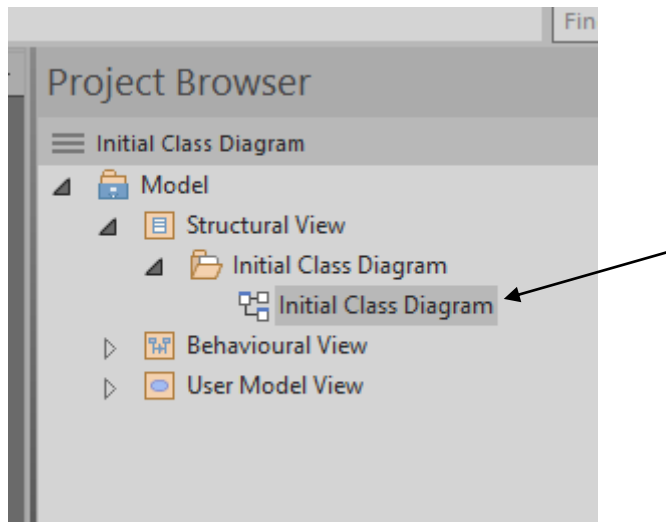 Fin
Project Browser
Initial Class Diagram
Model
Structural View
Initial Class Diagram
Initial Class Diagram
Behavioural View
User Model View